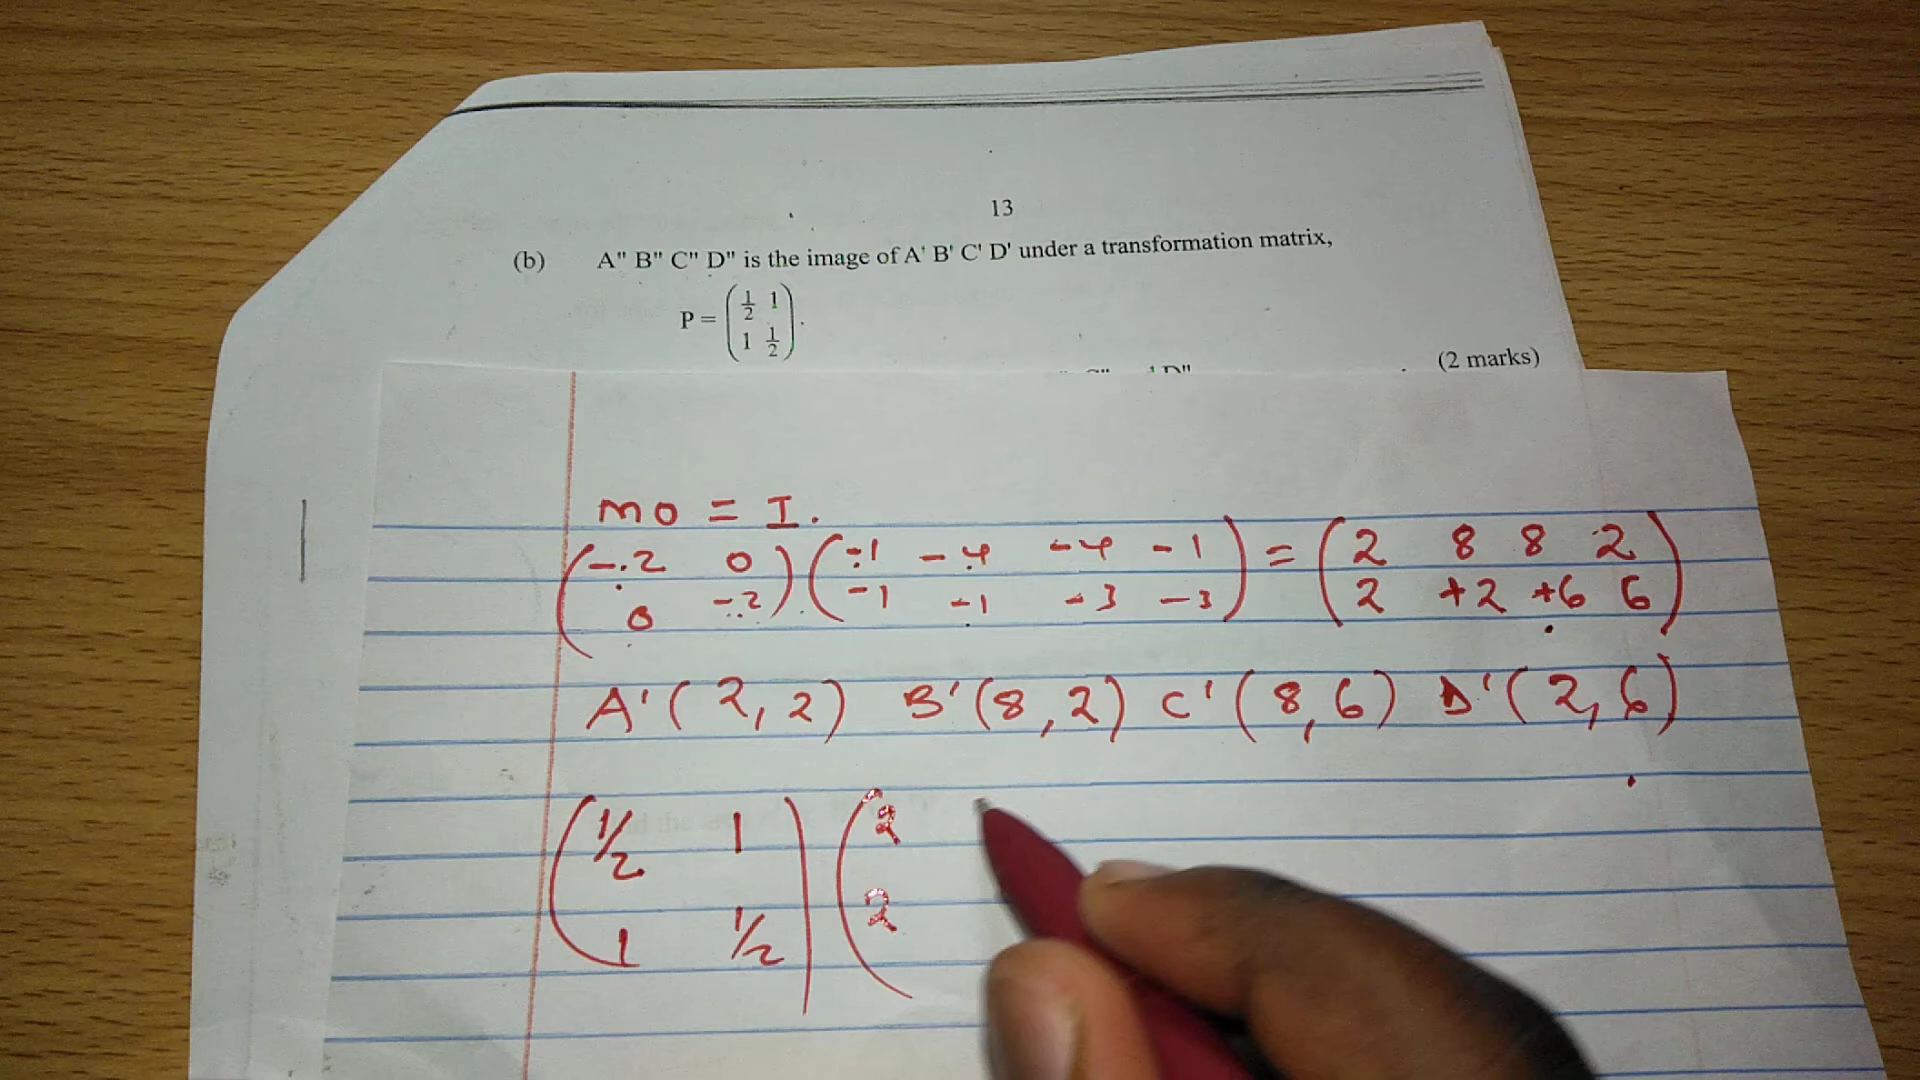 13
(b) A" B" C" D" is the image of A' B' C' D' under a transformation matrix,
P = (1/2 1
1 1/2).
(2 marks)
D"
mo = I.
(-2 0) (-1 -4 -4 -1) = (2 8 8 2)
0 -2 -1 -1 -3 -3 2 +2 +6 6
A'(2,2) B'(8,2) C'(8,6) D'(2,6)
(1/2 1) (2
1 1/2 2